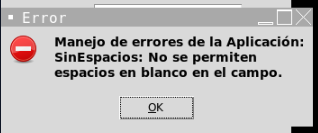 Error
Manejo de errores de la Aplicación:
SinEspacios: No se permiten
espacios en blanco en el campo.
OK